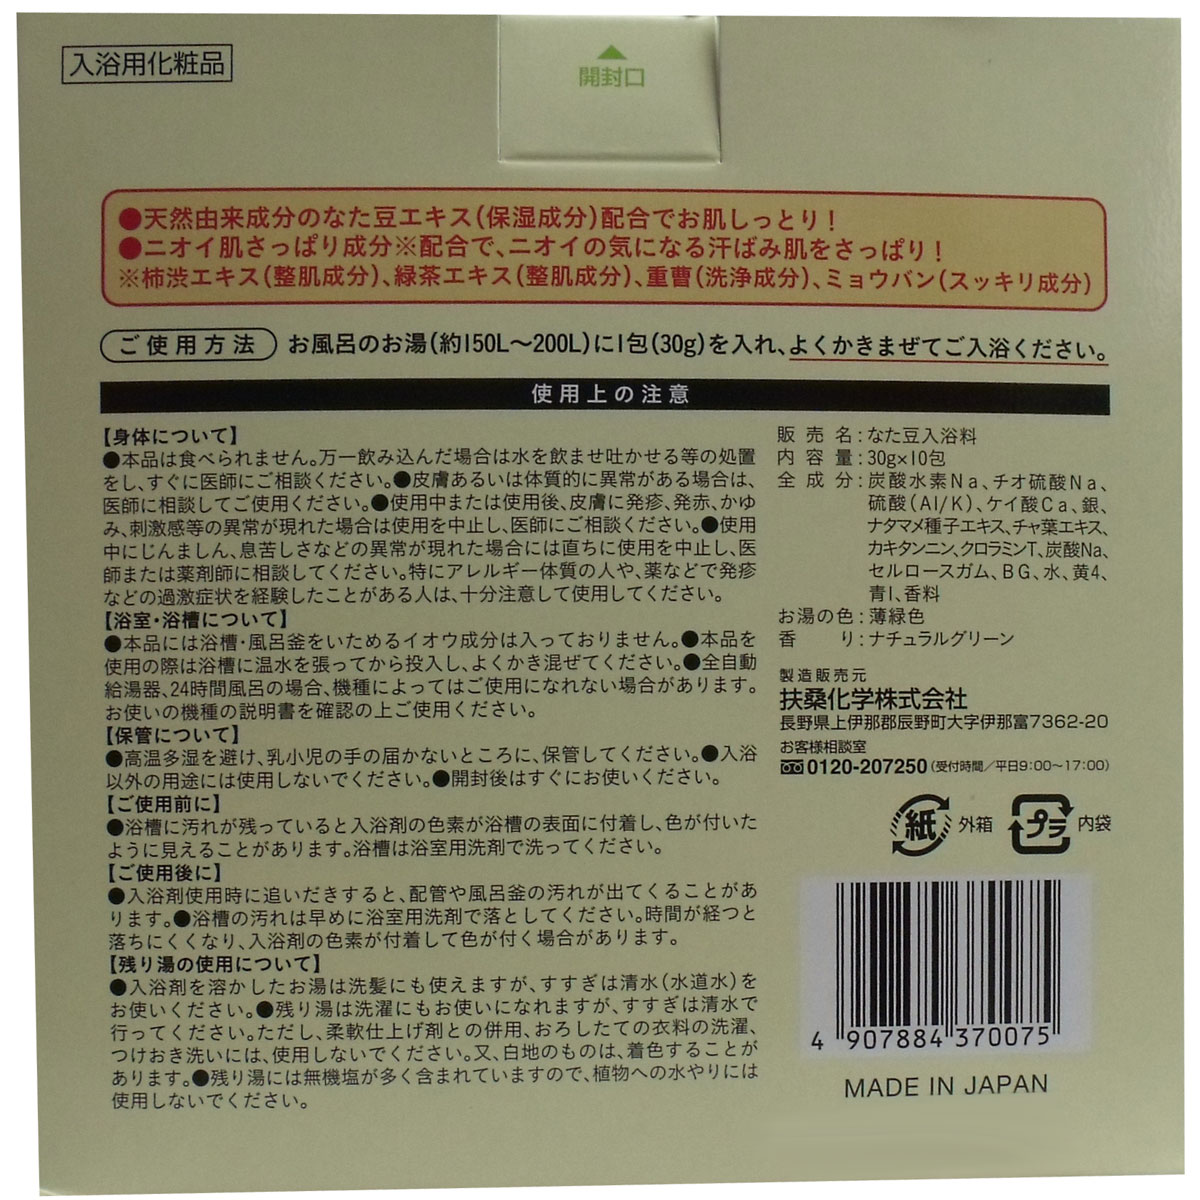 入浴用化粧品
開封口
●天然由来成分のなた豆エキス(保湿成分)配合でお肌しっとり!
●ニオイ肌さっぱり成分※配合で、ニオイの気になる汗ばみ肌をさっぱり!
※柿渋エキス(整肌成分)、緑茶エキス(整肌成分)、重曹(洗浄成分)、ミョウバン(スッキリ成分)
ご使用方法 お風呂のお湯(約150L〜200L)に1包(30g)を入れ、よくかきまぜてご入浴ください。
使用上の注意
【身体について】
●本品は食べられません。万一飲み込んだ場合は水を飲ませ吐かせる等の処置
をし、すぐに医師にご相談ください。●皮膚あるいは体質的に異常がある場合は、
医師に相談してご使用ください。●使用中または使用後、皮膚に発疹、発赤、かゆ
み、刺激感等の異常が現れた場合は使用を中止し、医師にご相談ください。●使用
中にじんましん、息苦しさなどの異常が現れた場合には直ちに使用を中止し、医
師または薬剤師に相談してください。特にアレルギー体質の人や、薬などで発疹
などの過激症状を経験したことがある人は、十分注意して使用してください。
【浴室・浴槽について】
●本品には浴槽・風呂釜をいためるイオウ成分は入っておりません。●本品を
使用の際は浴槽に温水を張ってから投入し、よくかき混ぜてください。●全自動
給湯器、24時間風呂の場合、機種によってはご使用になれない場合があります。
お使いの機種の説明書を確認の上ご使用ください。
【保管について】
●高温多湿を避け、乳小児の手の届かないところに、保管してください。●入浴
以外の用途には使用しないでください。●開封後はすぐにお使いください。
【ご使用前に】
●浴槽に汚れが残っていると入浴剤の色素が浴槽の表面に付着し、色が付いた
ように見えることがあります。浴槽は浴室用洗剤で洗ってください。
【ご使用後に】
●入浴剤使用時に追いだきすると、配管や風呂釜の汚れが出てくることがあ
ります。●浴槽の汚れは早めに浴室用洗剤で落としてください。時間が経つと
落ちにくくなり、入浴剤の色素が付着して色が付く場合があります。
【残り湯の使用について】
●入浴剤を溶かしたお湯は洗髪にも使えますが、すすぎは清水(水道水)を
お使いください。●残り湯は洗濯にもお使いになれますが、すすぎは清水で
行ってください。ただし、柔軟仕上げ剤との併用、おろしたての衣料の洗濯、
つけおき洗いには、使用しないでください。又、白地のものは、着色することが
あります。●残り湯には無機塩が多く含まれていますので、植物への水やりには
使用しないでください。
販売名:なた豆入浴料
内容量:30g×10包
全成分:炭酸水素Na、チオ硫酸Na、
硫酸(Al/K)、ケイ酸Ca、銀、
ナタマメ種子エキス、チャ葉エキス、
カキタンニン、クロラミンT、炭酸Na、
セルロースガム、BG、水、黄4、
青1、香料
お湯の色:薄緑色
香り:ナチュラルグリーン
製造販売元
扶桑化学株式会社
長野県上伊那郡辰野町大字伊那富7362-20
お客様相談室
0120-207250(受付時間/平日9:00〜17:00)
紙 外箱 プラ 内袋
4 907884 370075
MADE IN JAPAN